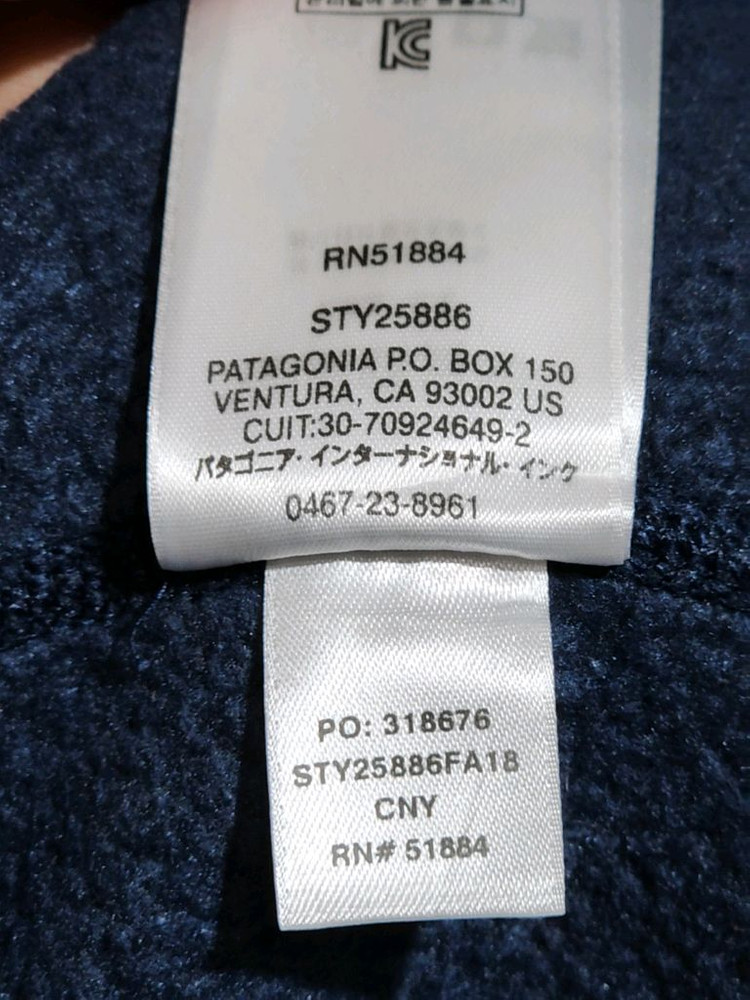 KC
RN51884
STY25886
PATAGONIA P.O. BOX 150
VENTURA, CA 93002 US
CUIT:30-70924649-2
パタゴニア・インターナショナル・インク
0467-23-8961
PO: 318676
STY25886FA18
CNY
RN# 51884